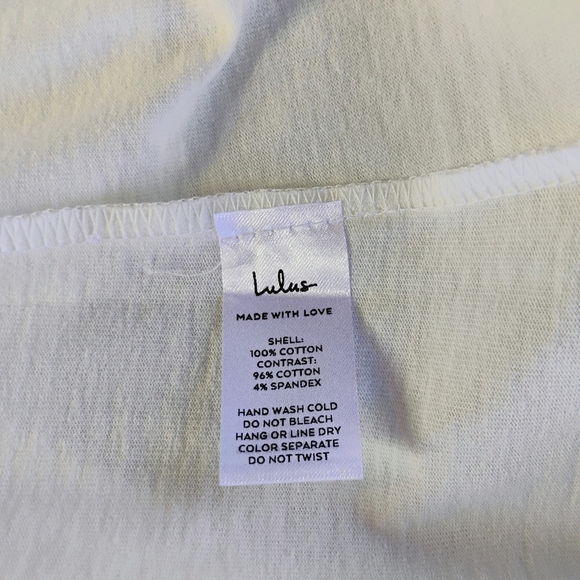 Lulus
MADE WITH LOVE
SHELL:
100% COTTON
CONTRAST:
96% COTTON
4% SPANDEX
HAND WASH COLD
DO NOT BLEACH
HANG OR LINE DRY
COLOR SEPARATE
DO NOT TWIST